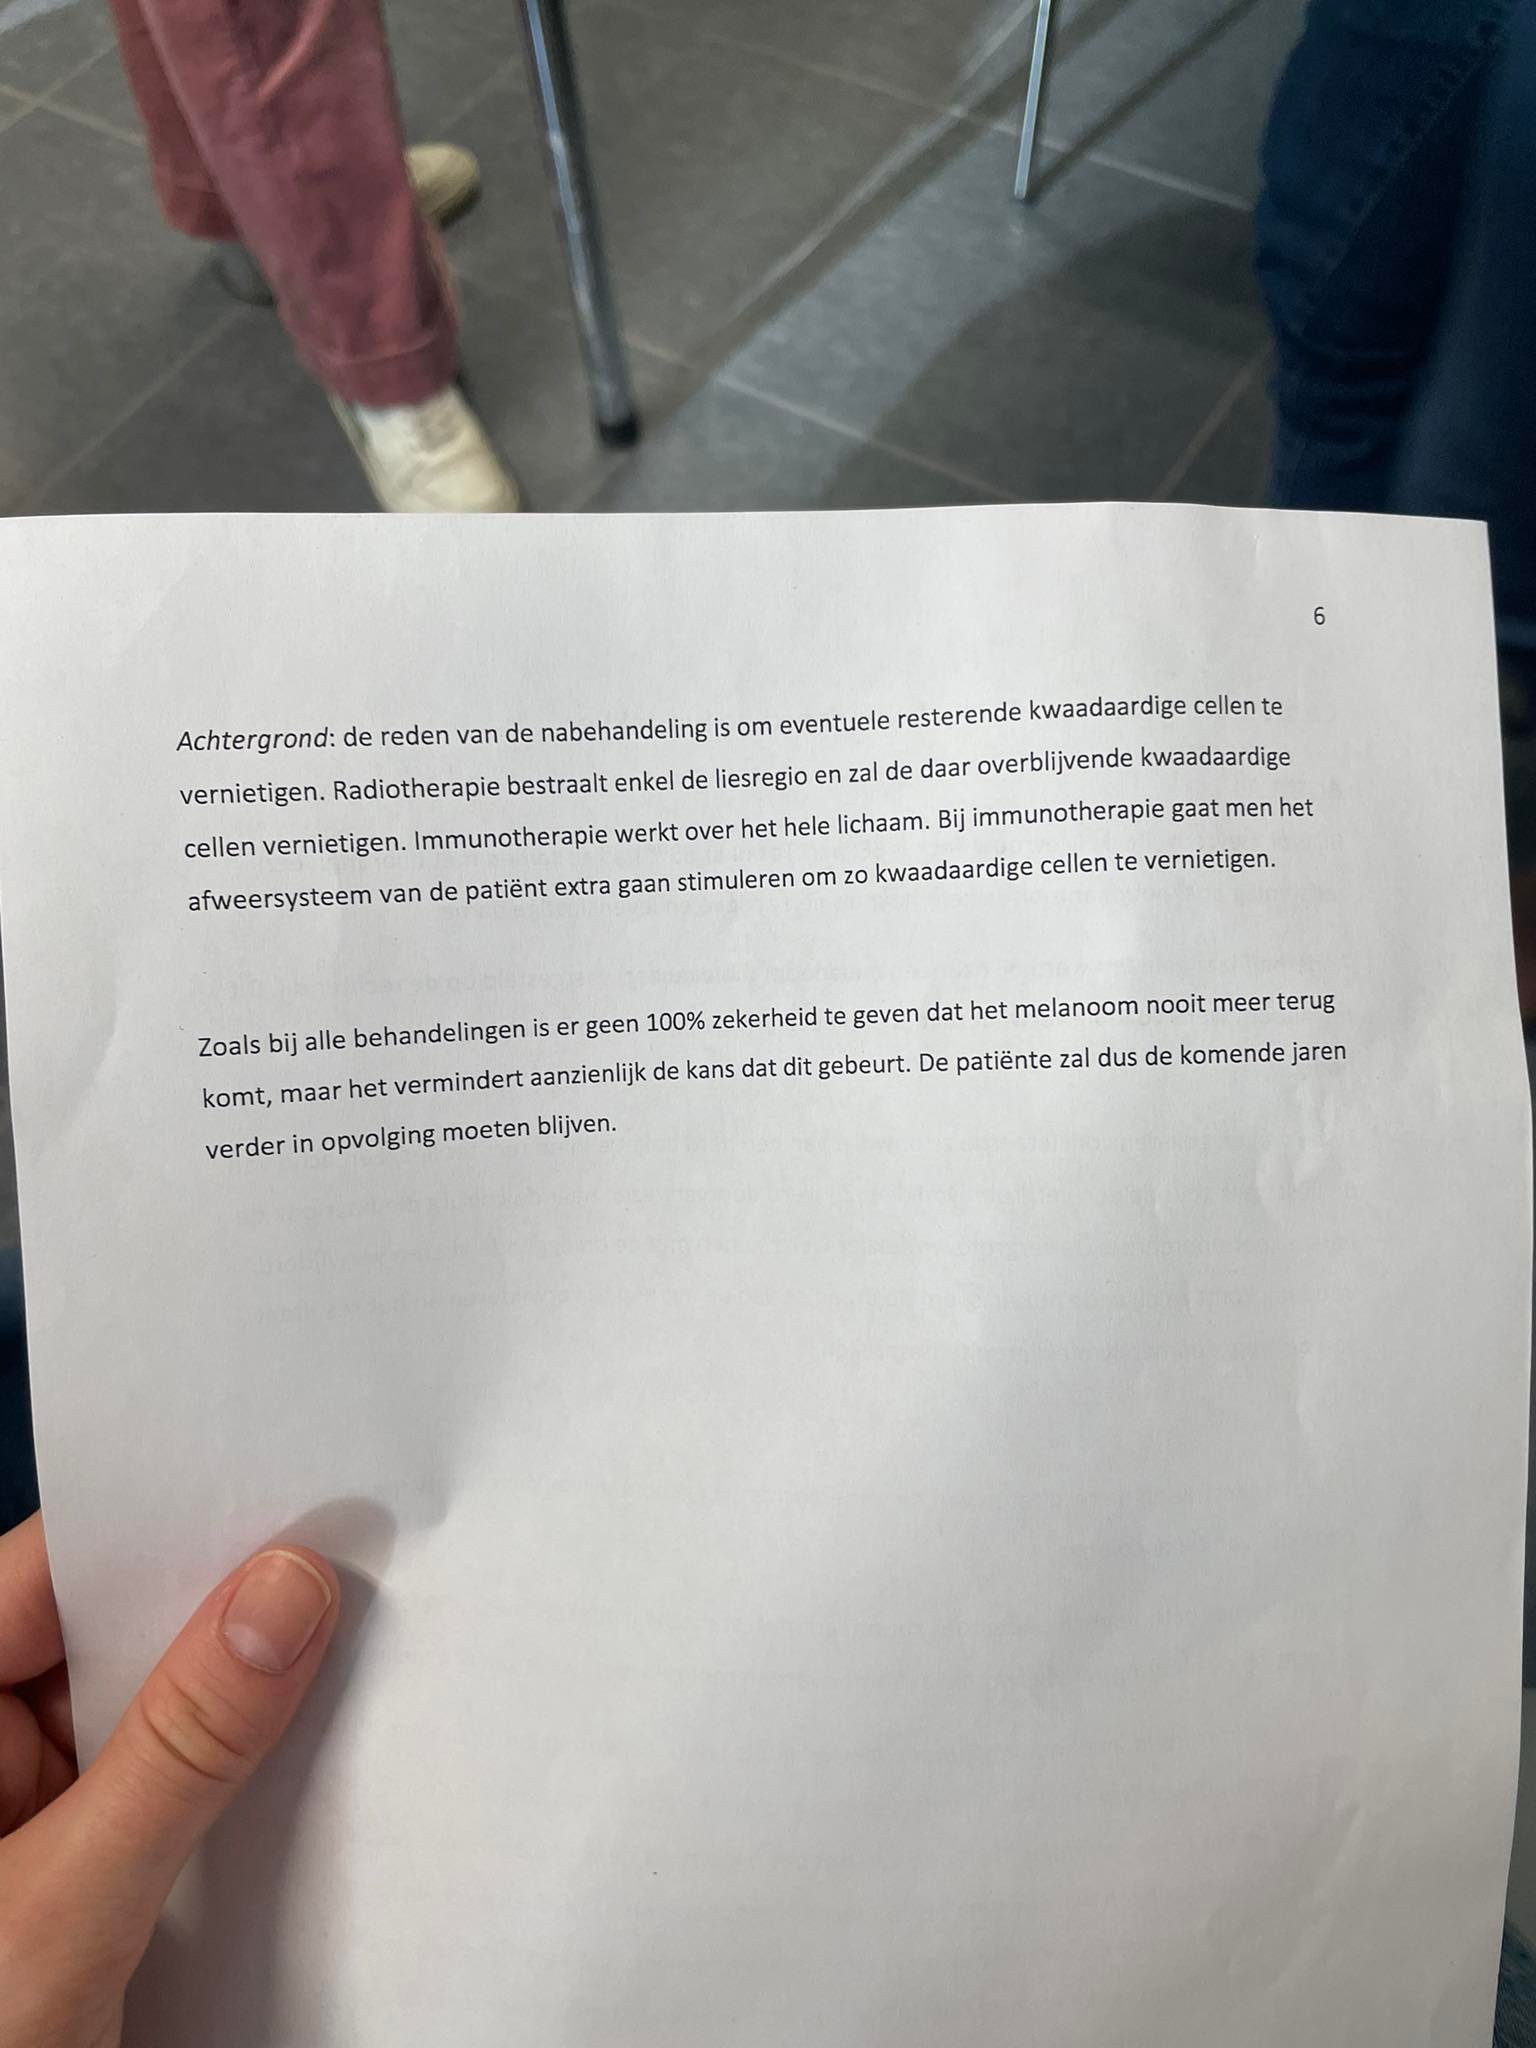 6
Achtergrond: de reden van de nabehandeling is om eventuele resterende kwaadaardige cellen te
vernietigen. Radiotherapie bestraalt enkel de liesregio en zal de daar overblijvende kwaadaardige
cellen vernietigen. Immunotherapie werkt over het hele lichaam. Bij immunotherapie gaat men het
afweersysteem van de patiënt extra gaan stimuleren om zo kwaadaardige cellen te vernietigen.
Zoals bij alle behandelingen is er geen 100% zekerheid te geven dat het melanoom nooit meer terug
komt, maar het vermindert aanzienlijk de kans dat dit gebeurt. De patiënte zal dus de komende jaren
verder in opvolging moeten blijven.